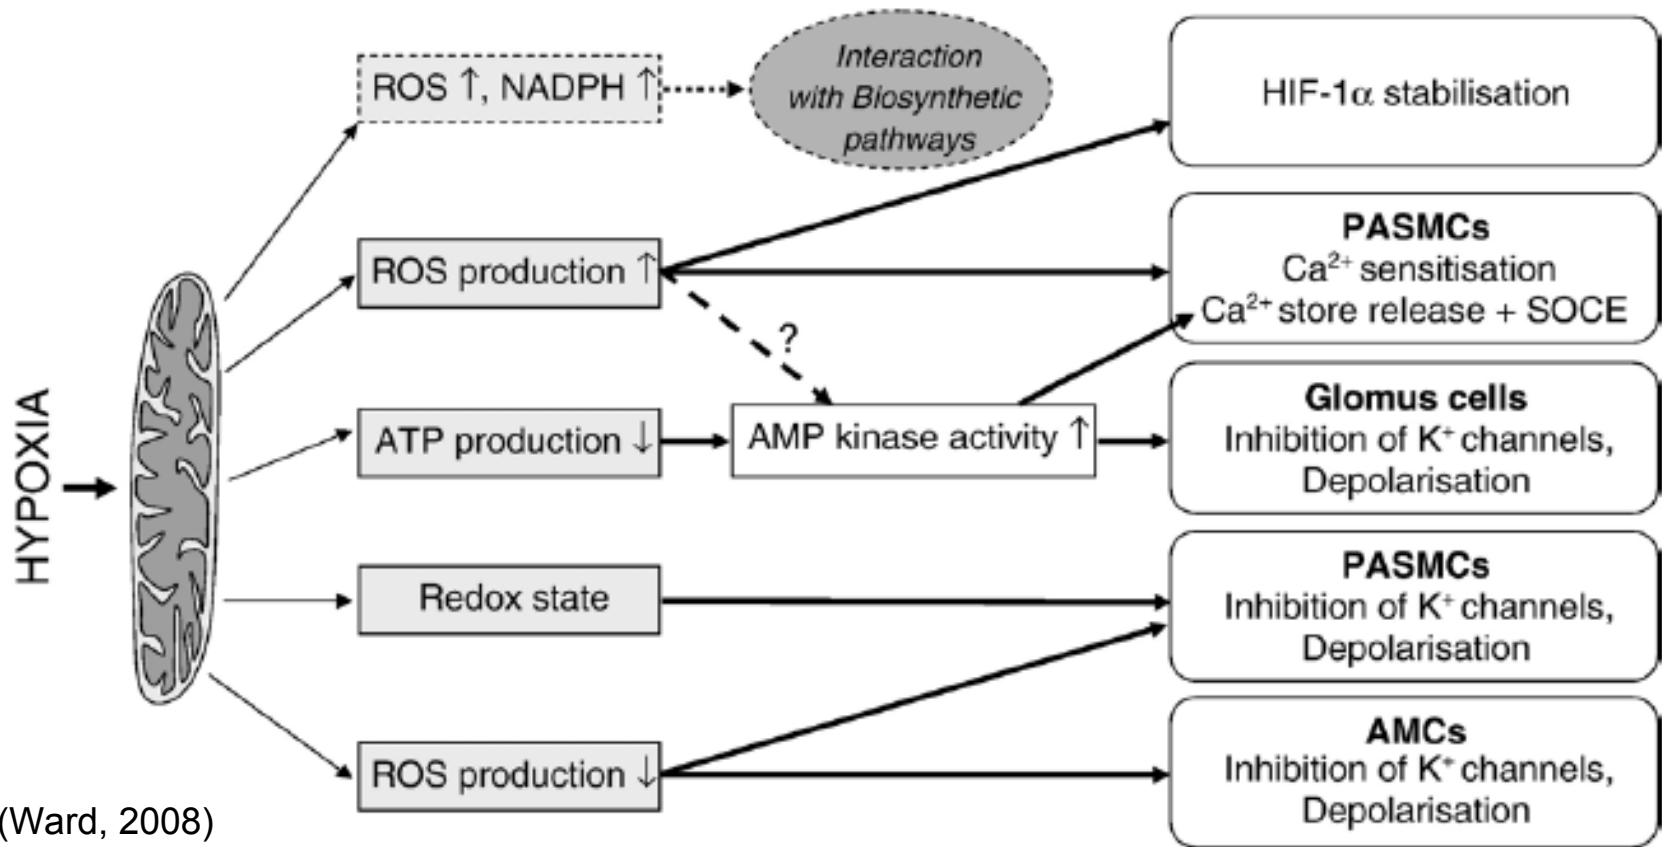 HYPOXIA
ROS ↑, NADPH ↑
Interaction
with Biosynthetic
pathways
HIF-1α stabilisation
ROS production ↑
PASMCs
Ca²⁺ sensitisation
Ca²⁺ store release + SOCE
?
ATP production ↓
AMP kinase activity ↑
Glomus cells
Inhibition of K⁺ channels,
Depolarisation
Redox state
PASMCs
Inhibition of K⁺ channels,
Depolarisation
ROS production ↓
AMCs
Inhibition of K⁺ channels,
Depolarisation
(Ward, 2008)